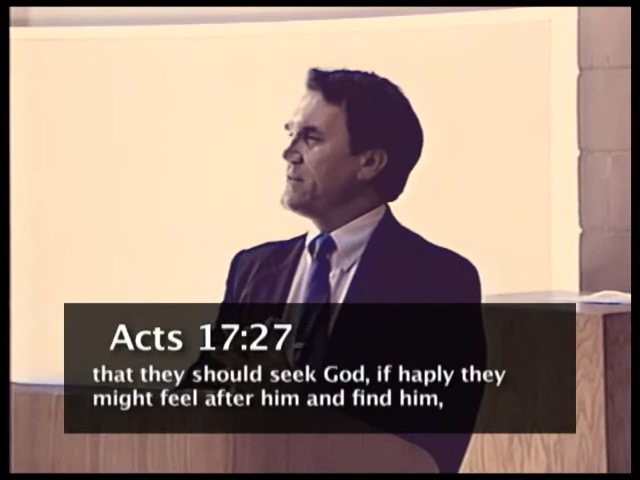 Acts 17:27
that they should seek God, if haply they
might feel after him and find him,